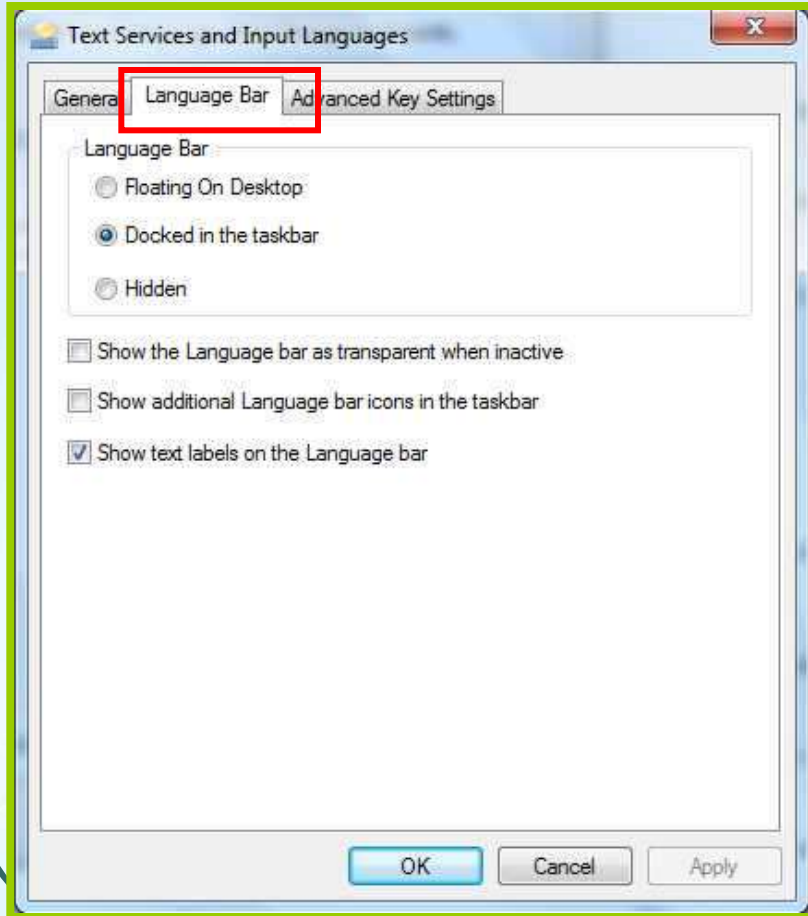 Text Services and Input Languages
General Language Bar Advanced Key Settings
Language Bar
Floating On Desktop
Docked in the taskbar
Hidden
Show the Language bar as transparent when inactive
Show additional Language bar icons in the taskbar
Show text labels on the Language bar
OK Cancel Apply